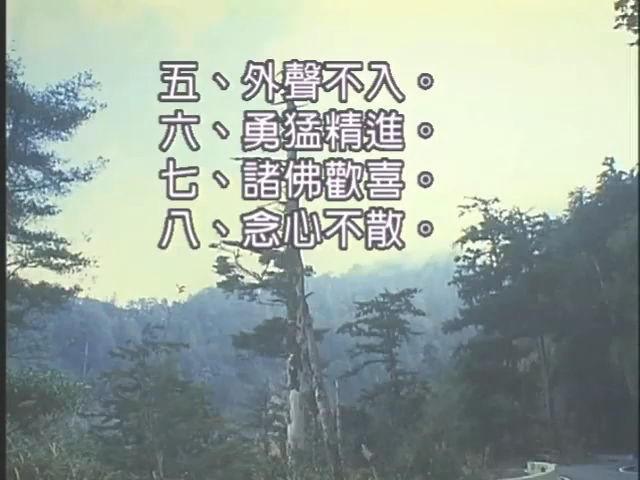 五、外聲不入。
六、勇猛精進。
七、諸佛歡喜。
八、念心不散。